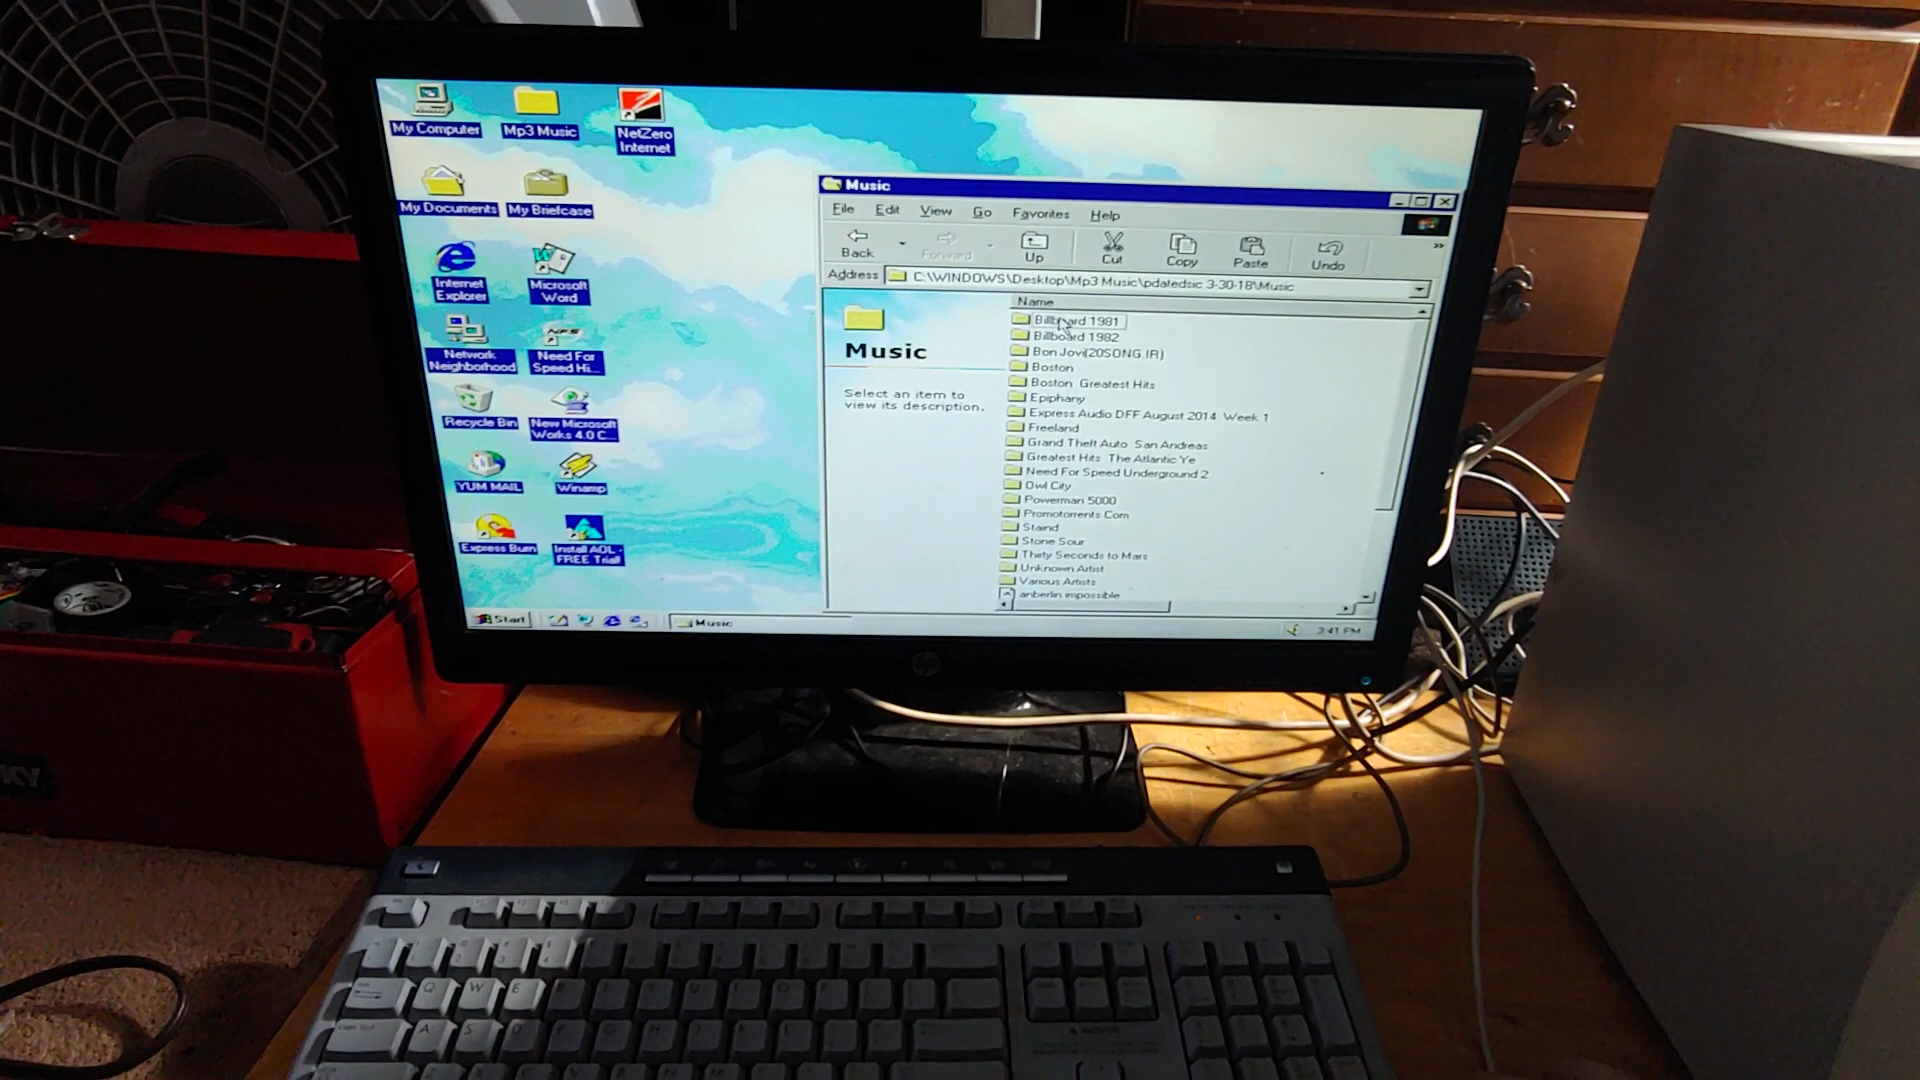 My Computer
Mp3 Music
NetZero
Internet
My Documents
My Briefcase
Internet
Explorer
Microsoft
Word
Network
Neighborhood
NFS
Need For
Speed Hi...
Recycle Bin
New Microsoft
Works 4.0 C...
YUM MAIL
Winamp
Express Burn
Install AOL -
FREE Trial!
Music
File Edit View Go Favorites Help
Back Forward Up Cut Copy Paste Undo
Address C:\WINDOWS\Desktop\Mp3 Music\pdatedsic 3-30-18\Music
Music
Select an item to
view its description.
Name
Billboard 1981
Billboard 1982
Bon Jovi(20SONG.IR)
Boston
Boston Greatest Hits
Epiphany
Express Audio DFF August 2014 Week 1
Freeland
Grand Theft Auto San Andreas
Greatest Hits The Atlantic Ye
Need For Speed Underground 2
Owl City
Powerman 5000
Promotorrents.Com
Staind
Stone Sour
Thirty Seconds to Mars
Unknown Artist
Various Artists
anberlin impossible
Start Music 3:41 PM
hp
KY
Q W E
A S D